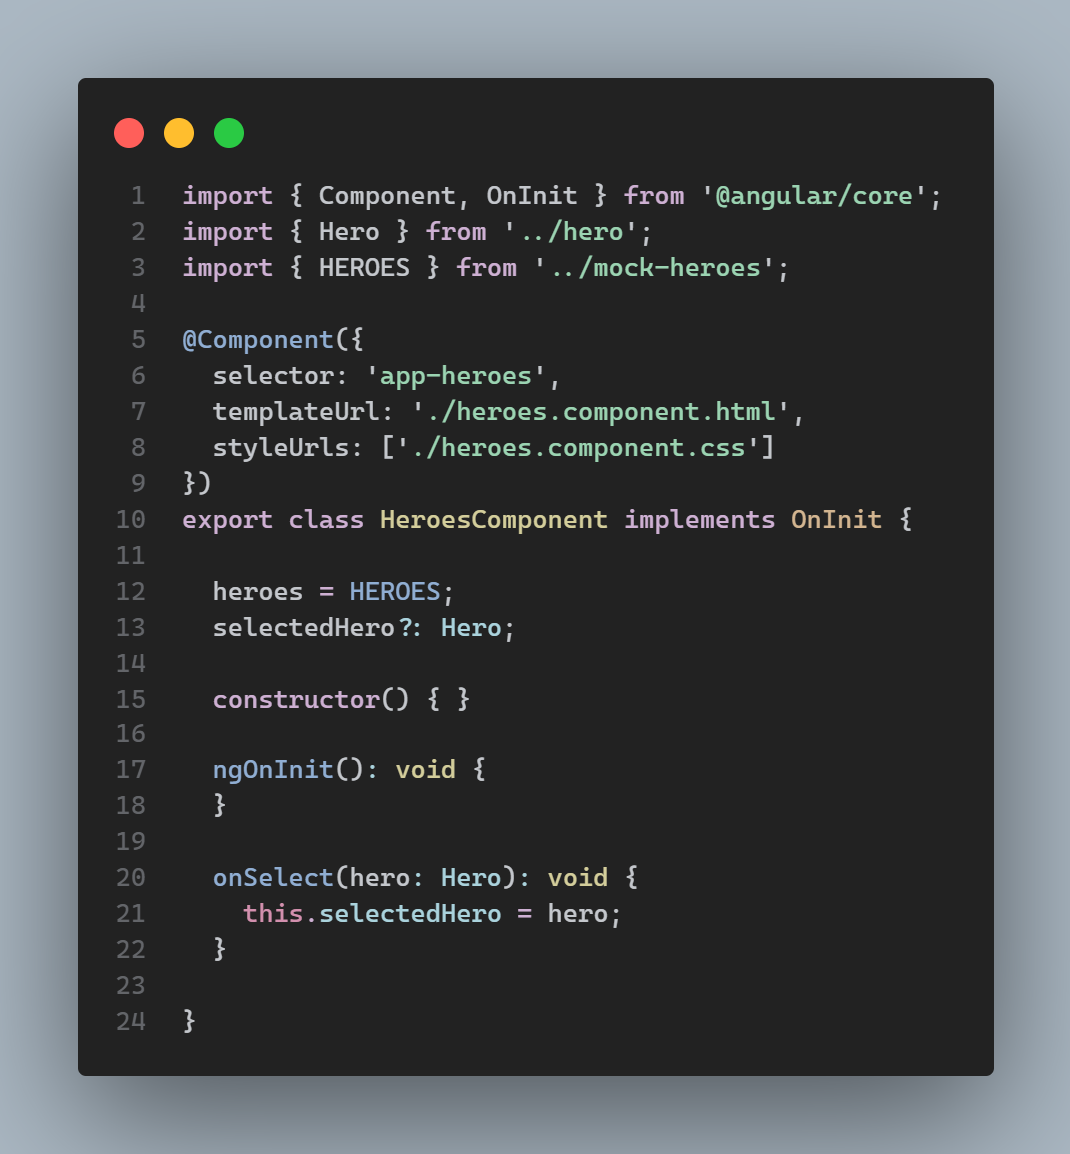 1 import { Component, OnInit } from '@angular/core';
2 import { Hero } from '../hero';
3 import { HEROES } from '../mock-heroes';
4
5 @Component({
6   selector: 'app-heroes',
7   templateUrl: './heroes.component.html',
8   styleUrls: ['./heroes.component.css']
9 })
10 export class HeroesComponent implements OnInit {
11
12   heroes = HEROES;
13   selectedHero?: Hero;
14
15   constructor() { }
16
17   ngOnInit(): void {
18   }
19
20   onSelect(hero: Hero): void {
21     this.selectedHero = hero;
22   }
23
24 }